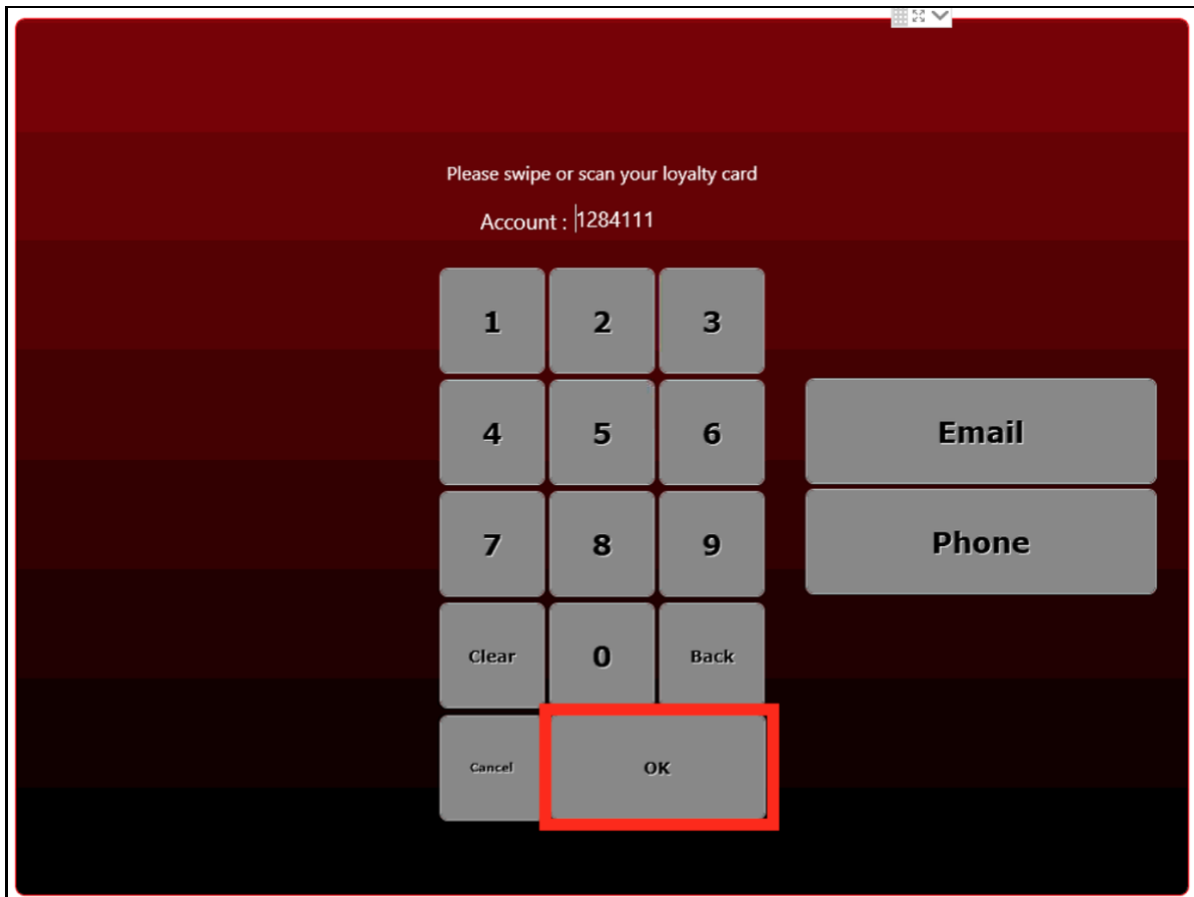 Please swipe or scan your loyalty card
Account : 1284111
1 2 3
4 5 6
Email
7 8 9
Phone
Clear 0 Back
Cancel OK